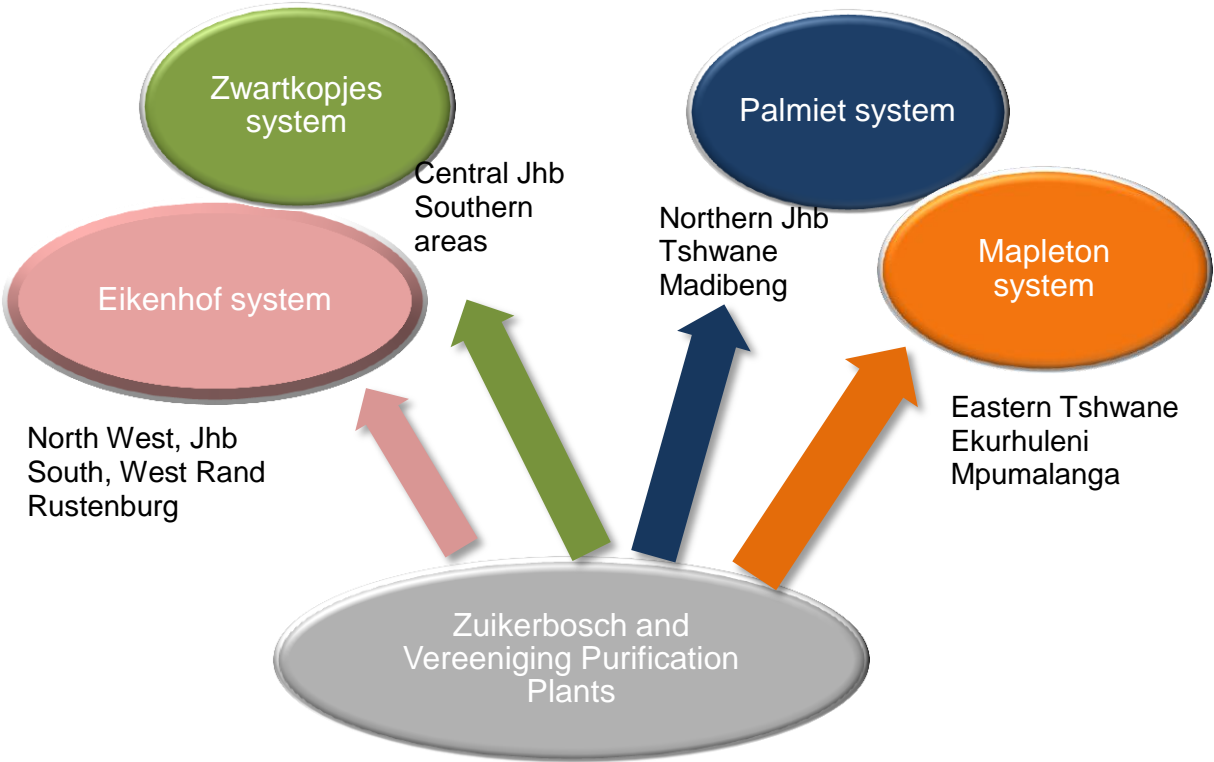 Zwartkopjes
system
Palmiet system
Central Jhb
Southern
areas
Northern Jhb
Tshwane
Madibeng
Eikenhof system
Mapleton
system
North West, Jhb
South, West Rand
Rustenburg
Eastern Tshwane
Ekurhuleni
Mpumalanga
Zuikerbosch and
Vereeniging Purification
Plants